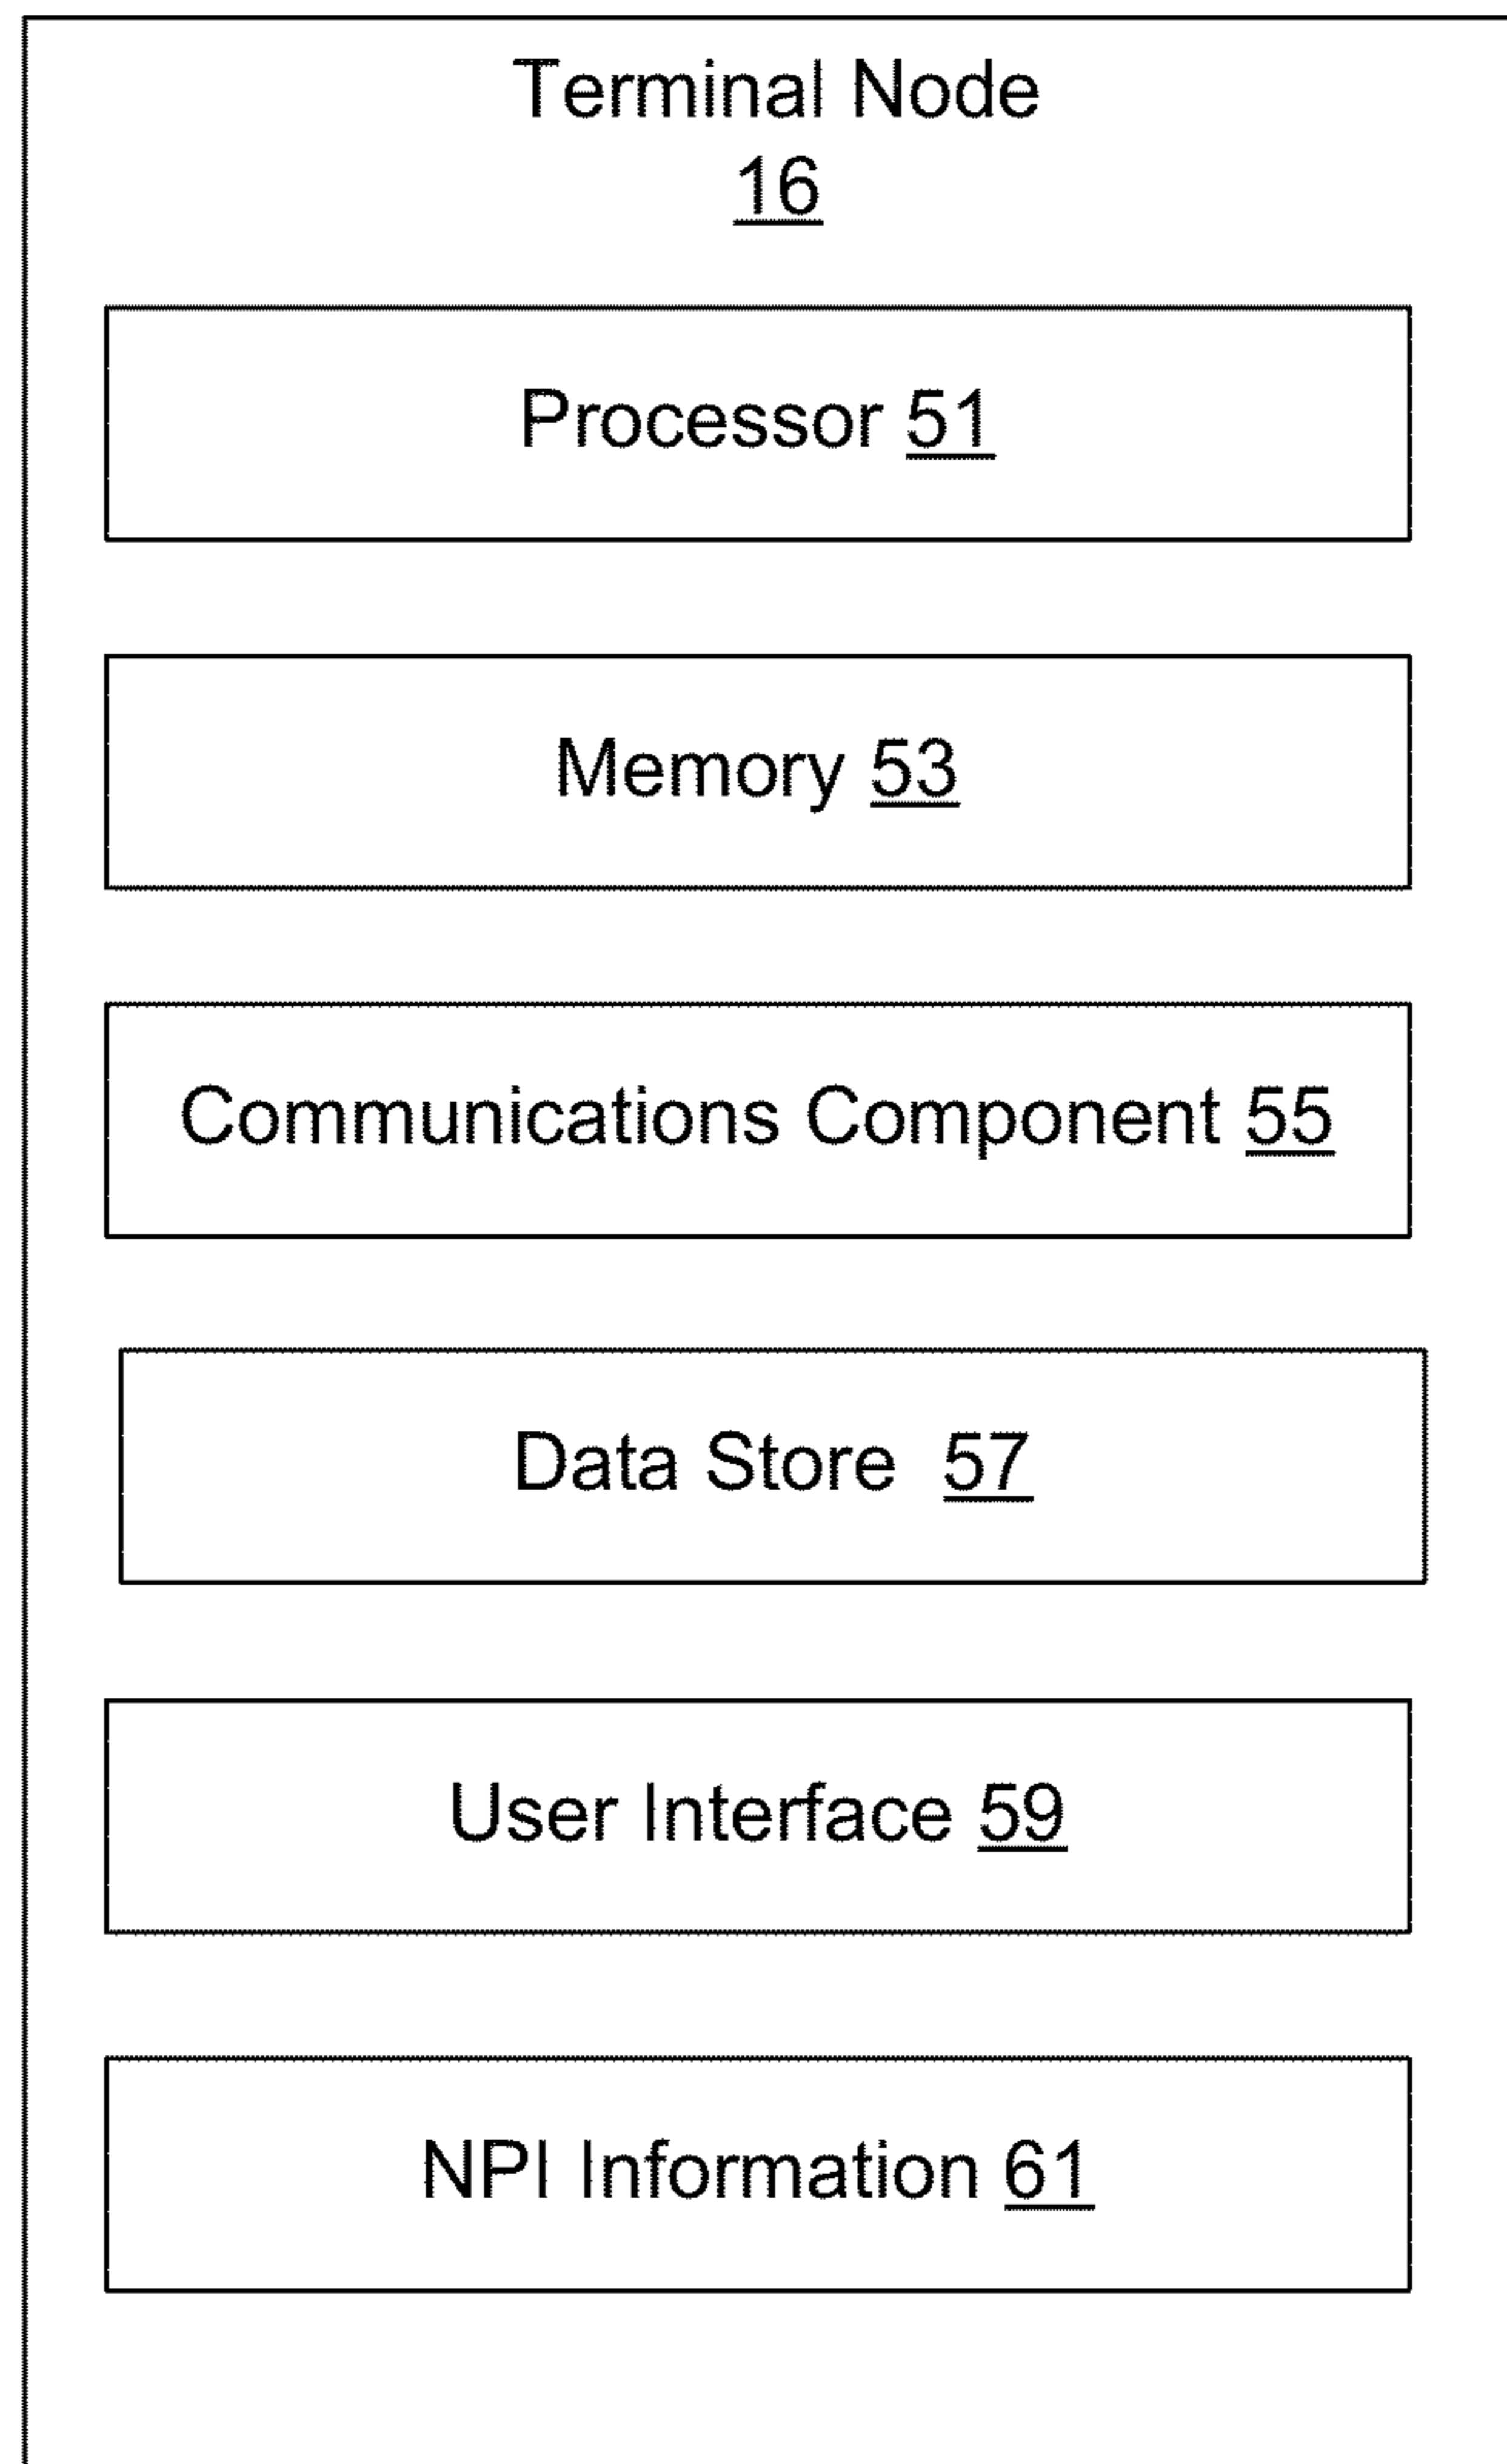 Terminal Node
16
Processor 51
Memory 53
Communications Component 55
Data Store 57
User Interface 59
NPI Information 61